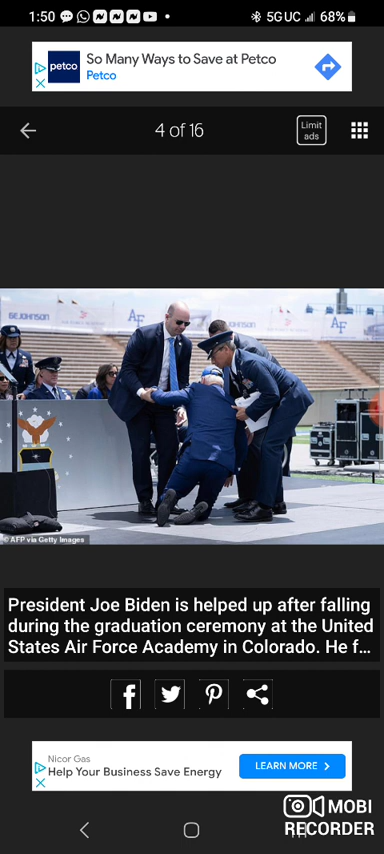 1:50
5G UC
68%
petco
So Many Ways to Save at Petco
Petco
4 of 16
Limit
ads
AF
AF
© AFP via Getty Images
President Joe Biden is helped up after falling
during the graduation ceremony at the United
States Air Force Academy in Colorado. He f...
Nicor Gas
Help Your Business Save Energy
LEARN MORE
MOBI
RECORDER